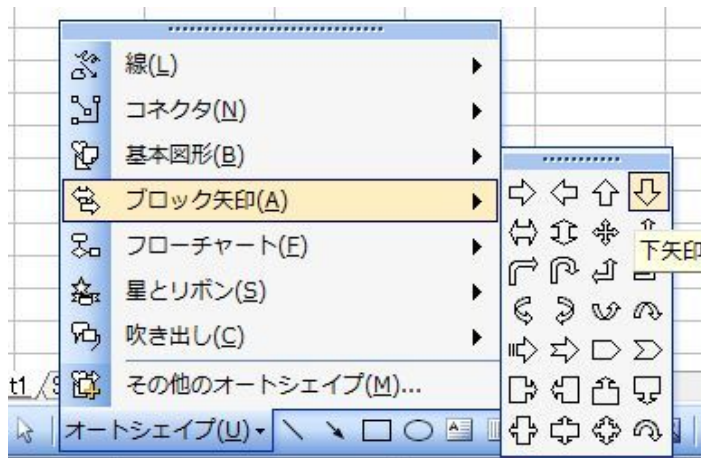 線(L)
コネクタ(N)
基本図形(B)
ブロック矢印(A)
フローチャート(F)
星とリボン(S)
吹き出し(C)
その他のオートシェイプ(M)...
下矢印
t1
オートシェイプ(U)